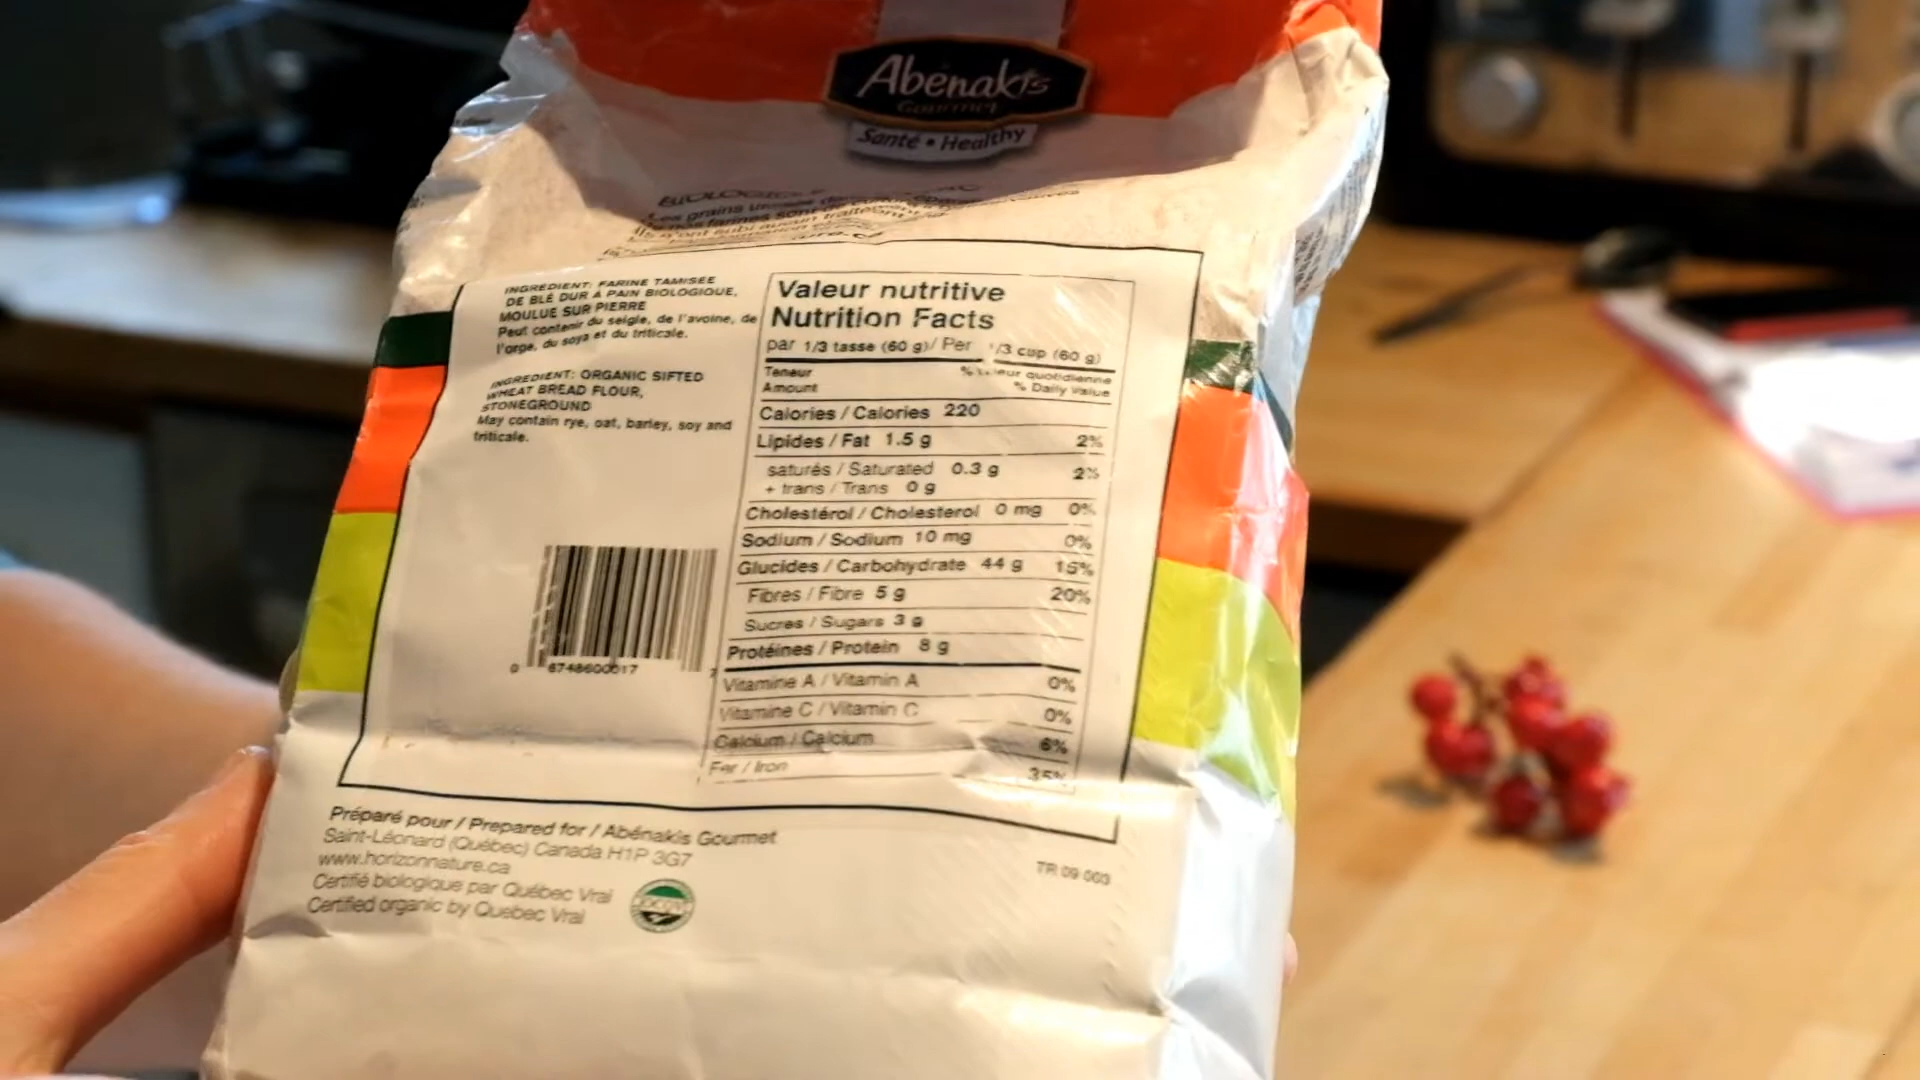 Abénakis
Gourmet
Santé • Healthy
INGRÉDIENT: FARINE TAMISÉE
DE BLÉ DUR À PAIN BIOLOGIQUE,
MOULUE SUR PIERRE
Peut contenir du seigle, de l'avoine, de
l'orge, du soya et du triticale.
INGREDIENT: ORGANIC SIFTED
WHEAT BREAD FLOUR,
STONEGROUND
May contain rye, oat, barley, soy and
triticale.
0 67486 00017 7
Valeur nutritive
Nutrition Facts
par 1/3 tasse (60 g)/ Per 1/3 cup (60 g)
Teneur % valeur quotidienne
Amount % Daily Value
Calories / Calories 220
Lipides / Fat 1.5 g 2%
saturés / Saturated 0.3 g 2%
+ trans / Trans 0 g
Cholestérol / Cholesterol 0 mg 0%
Sodium / Sodium 10 mg 0%
Glucides / Carbohydrate 44 g 15%
Fibres / Fibre 5 g 20%
Sucres / Sugars 3 g
Protéines / Protein 8 g
Vitamine A / Vitamin A 0%
Vitamine C / Vitamin C 0%
Calcium / Calcium 6%
Fer / Iron 35%
Préparé pour / Prepared for / Abénakis Gourmet
Saint-Léonard (Québec) Canada H1P 3G7
www.horizonnature.ca
Certifié biologique par Québec Vrai
Certified organic by Quebec Vrai
TR 09 003